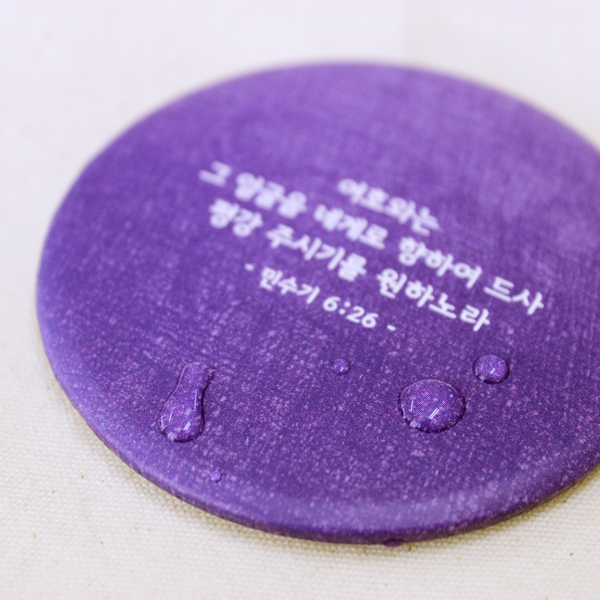 여호와는
그 얼굴을 네게로 향하여 드사
평강 주시기를 원하노라
- 민수기 6:26 -